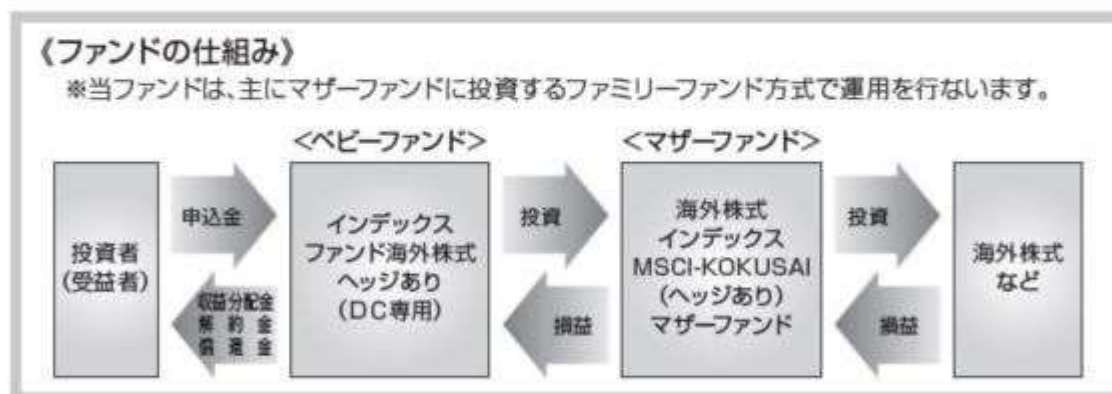 《ファンドの仕組み》
※当ファンドは、主にマザーファンドに投資するファミリーファンド方式で運用を行ないます。
＜ベビーファンド＞
＜マザーファンド＞
投資者
(受益者)
申込金
収益分配金
解約金
償還金
インデックス
ファンド海外株式
ヘッジあり
(DC専用)
投資
損益
海外株式
インデックス
MSCI-KOKUSAI
(ヘッジあり)
マザーファンド
投資
損益
海外株式
など